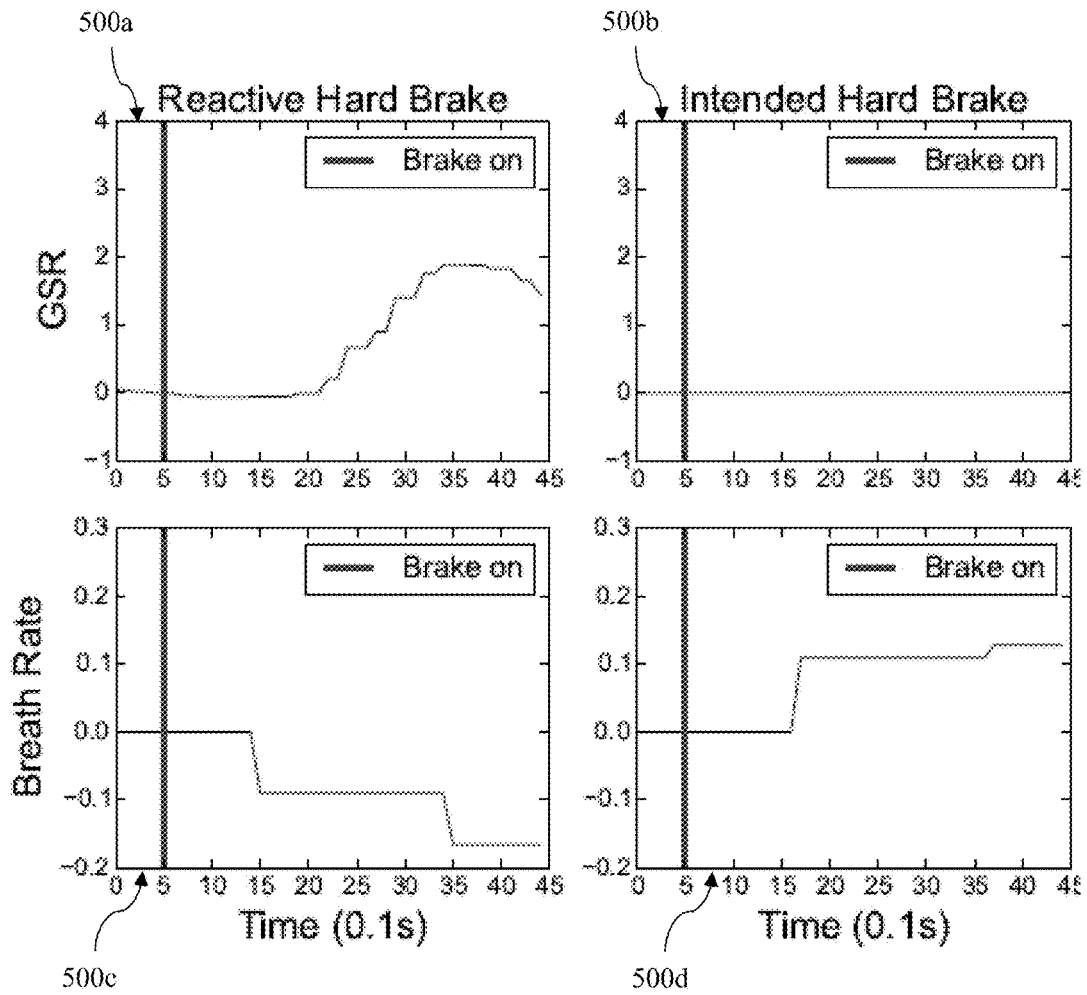 500a
500b
Reactive Hard Brake
Intended Hard Brake
4
3
2
1
0
−1
GSR
Brake on
0 5 10 15 20 25 30 35 40 45
4
3
2
1
0
−1
Brake on
0 5 10 15 20 25 30 35 40 45
0.3
0.2
0.1
0.0
−0.1
−0.2
Breath Rate
Brake on
0 5 10 15 20 25 30 35 40 45
Time (0.1s)
0.3
0.2
0.1
0.0
−0.1
−0.2
Brake on
0 5 10 15 20 25 30 35 40 45
Time (0.1s)
500c
500d